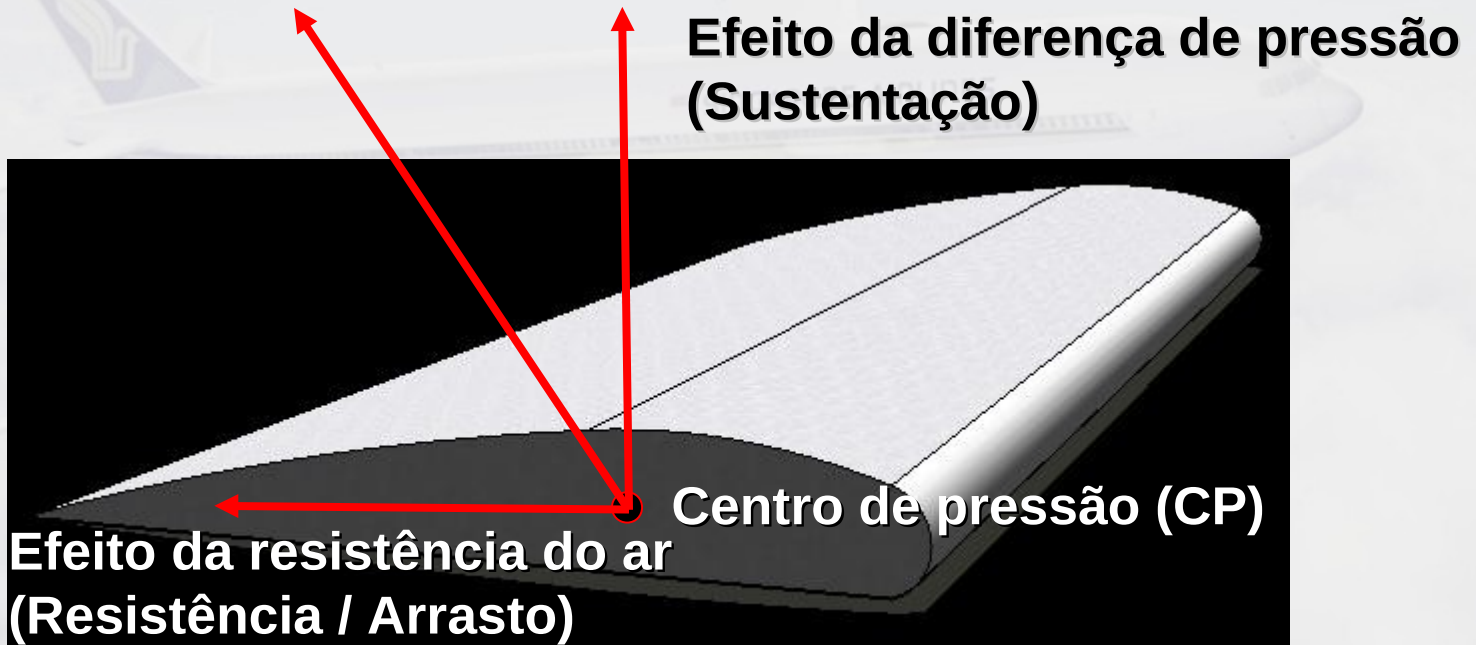 Efeito da diferença de pressão
(Sustentação)
Centro de pressão (CP)
Efeito da resistência do ar
(Resistência / Arrasto)